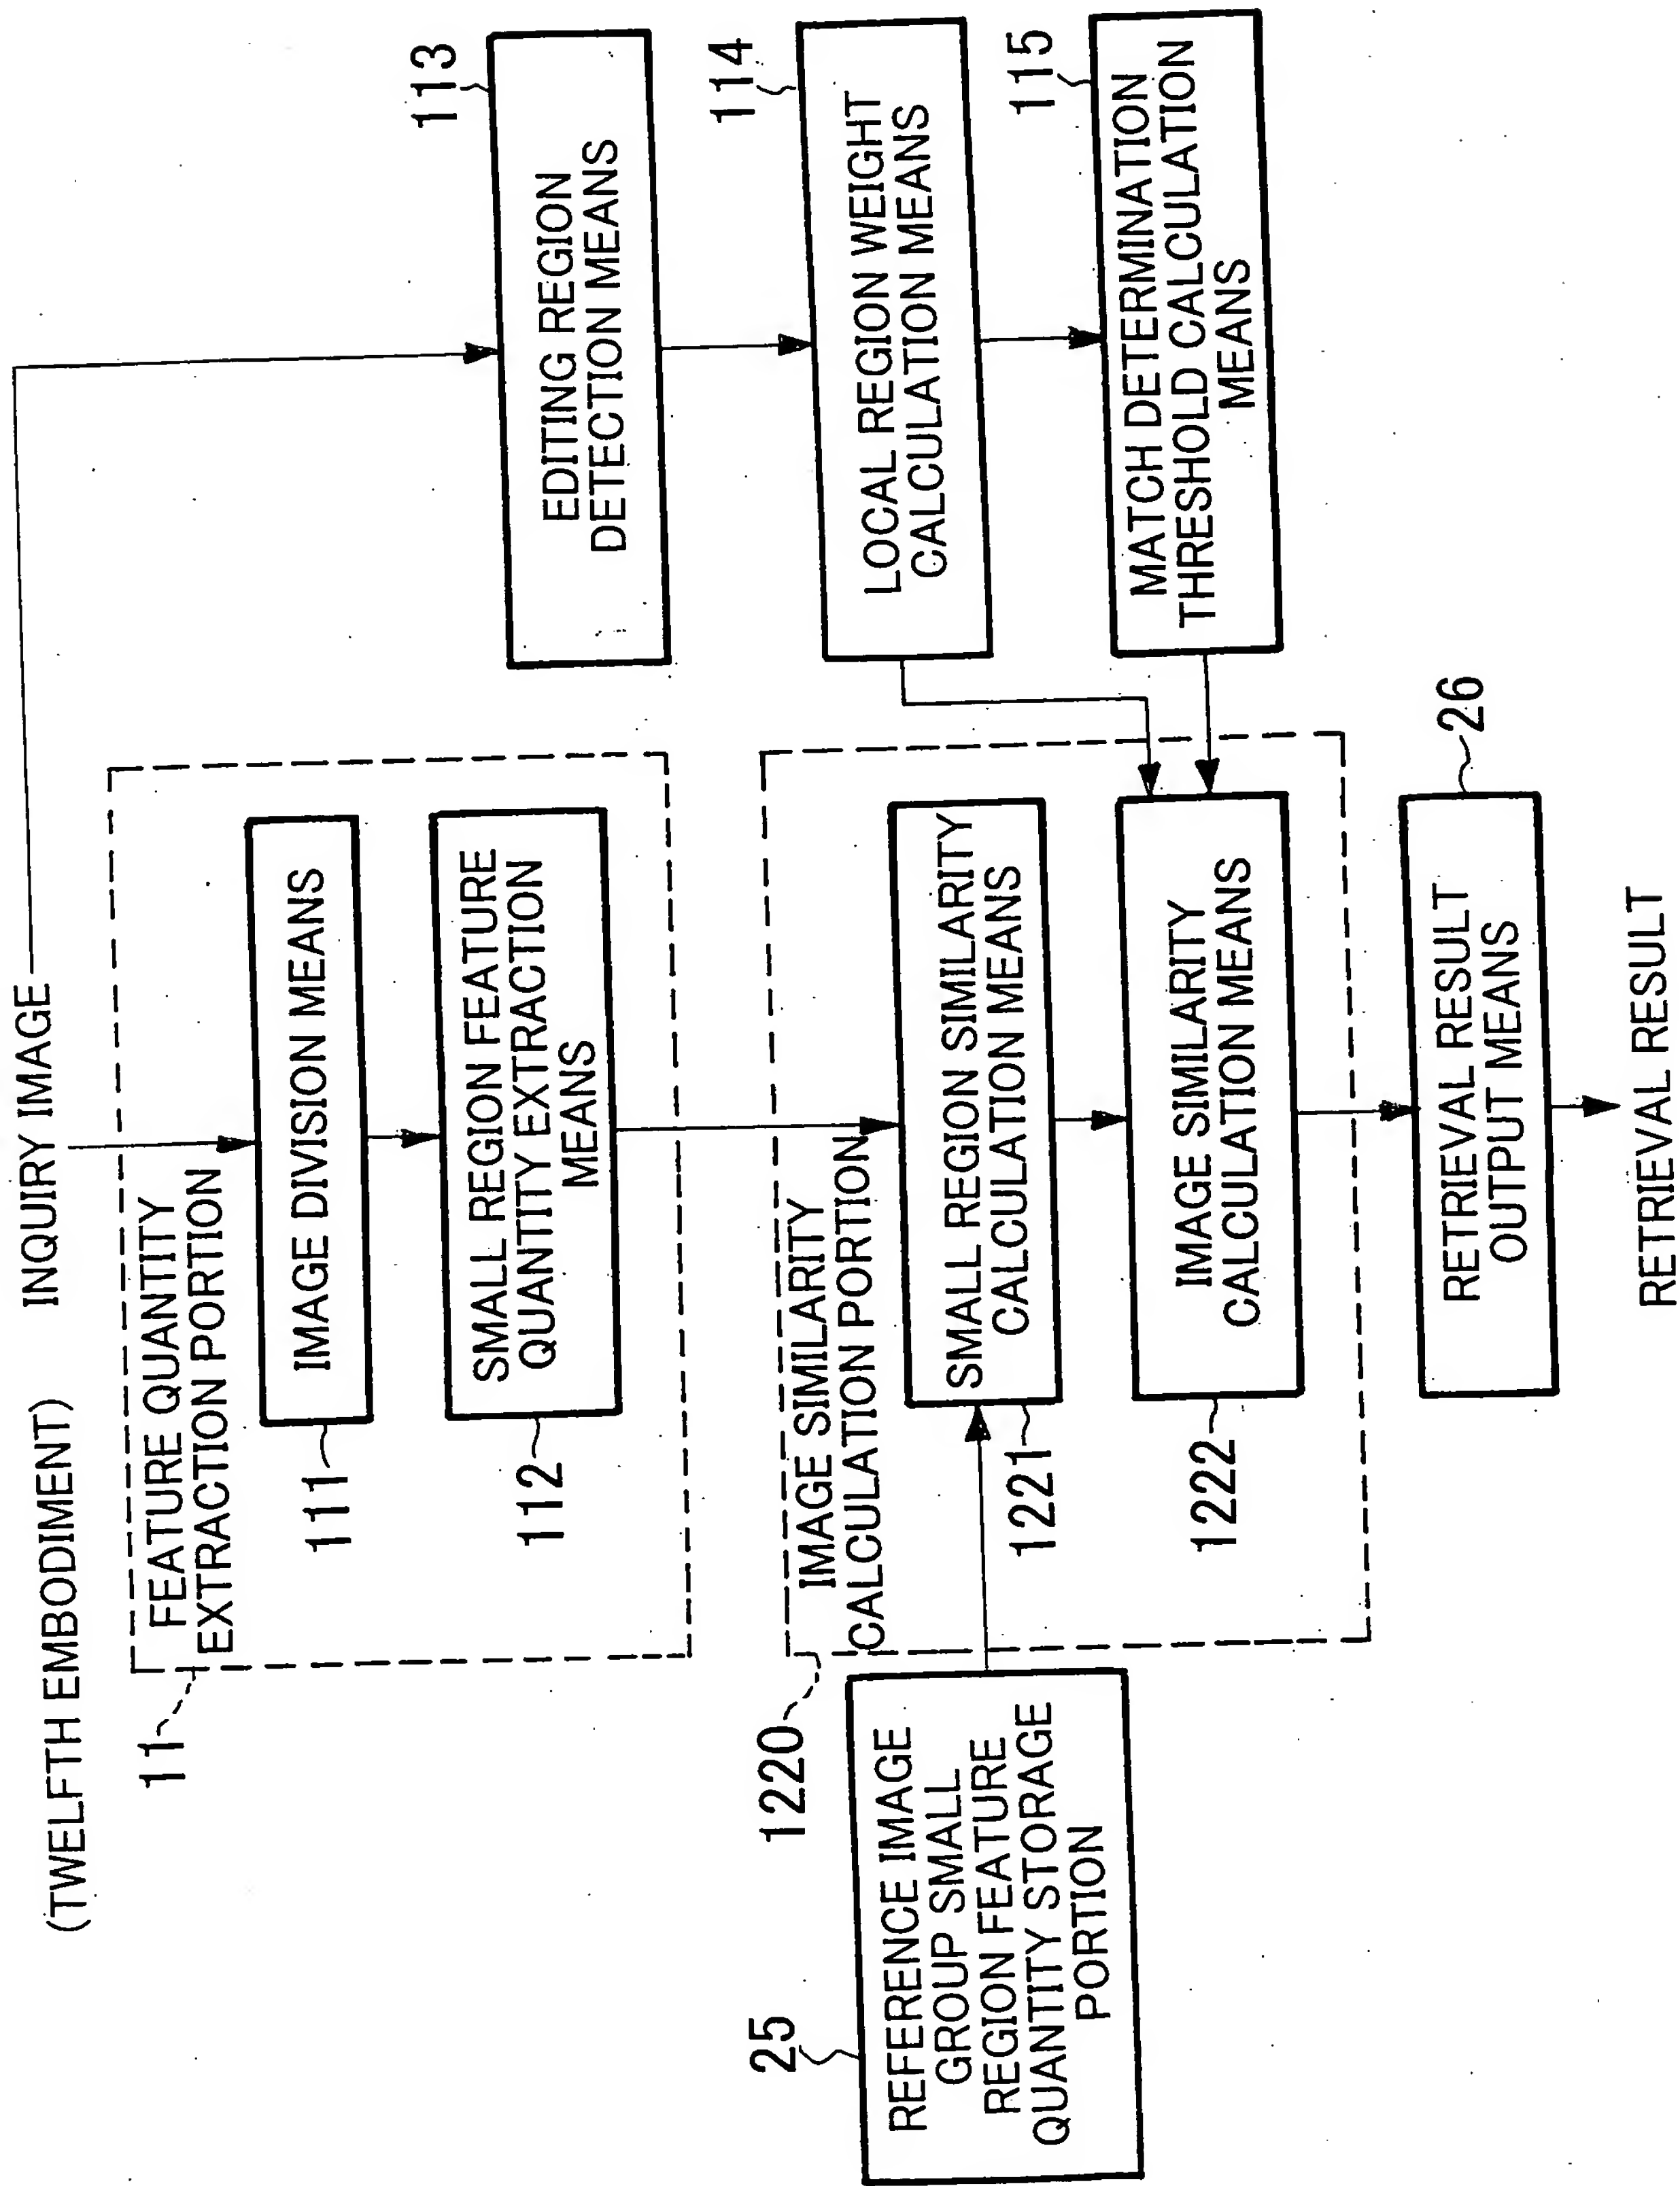 (TWELFTH EMBODIMENT)
INQUIRY IMAGE
11
FEATURE QUANTITY
EXTRACTION PORTION
IMAGE DIVISION MEANS
111
SMALL REGION FEATURE
QUANTITY EXTRACTION
MEANS
112
113
EDITING REGION
DETECTION MEANS
114
LOCAL REGION WEIGHT
CALCULATION MEANS
115
MATCH DETERMINATION
THRESHOLD CALCULATION
MEANS
1220
IMAGE SIMILARITY
CALCULATION PORTION
25
REFERENCE IMAGE
GROUP SMALL
REGION FEATURE
QUANTITY STORAGE
PORTION
SMALL REGION SIMILARITY
CALCULATION MEANS
1221
IMAGE SIMILARITY
CALCULATION MEANS
1222
26
RETRIEVAL RESULT
OUTPUT MEANS
RETRIEVAL RESULT